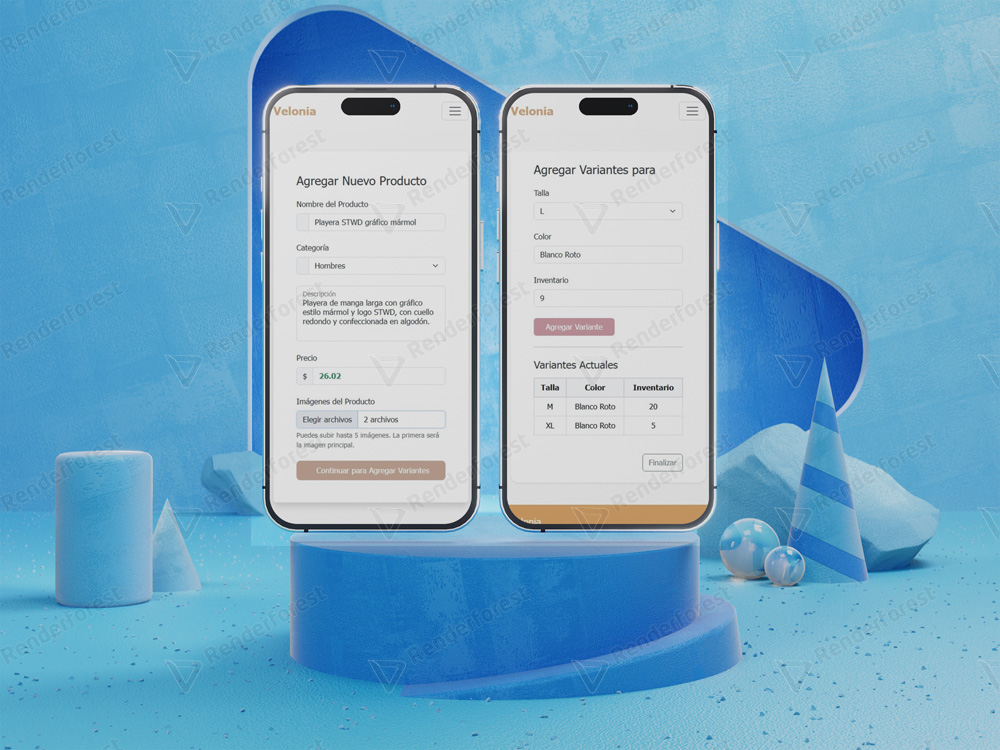 Velonia
Agregar Nuevo Producto
Nombre del Producto
Playera STWD gráfico mármol
Categoría
Hombres
Descripción
Playera de manga larga con gráfico
estilo mármol y logo STWD, con cuello
redondo y confeccionada en algodón.
Precio
$ 26.02
Imágenes del Producto
Elegir archivos 2 archivos
Puedes subir hasta 5 imágenes. La primera será
la imagen principal.
Continuar para Agregar Variantes
Velonia
Agregar Variantes para
Talla
L
Color
Blanco Roto
Inventario
9
Agregar Variante
Variantes Actuales
Talla Color Inventario
M Blanco Roto 20
XL Blanco Roto 5
Finalizar
Renderforest